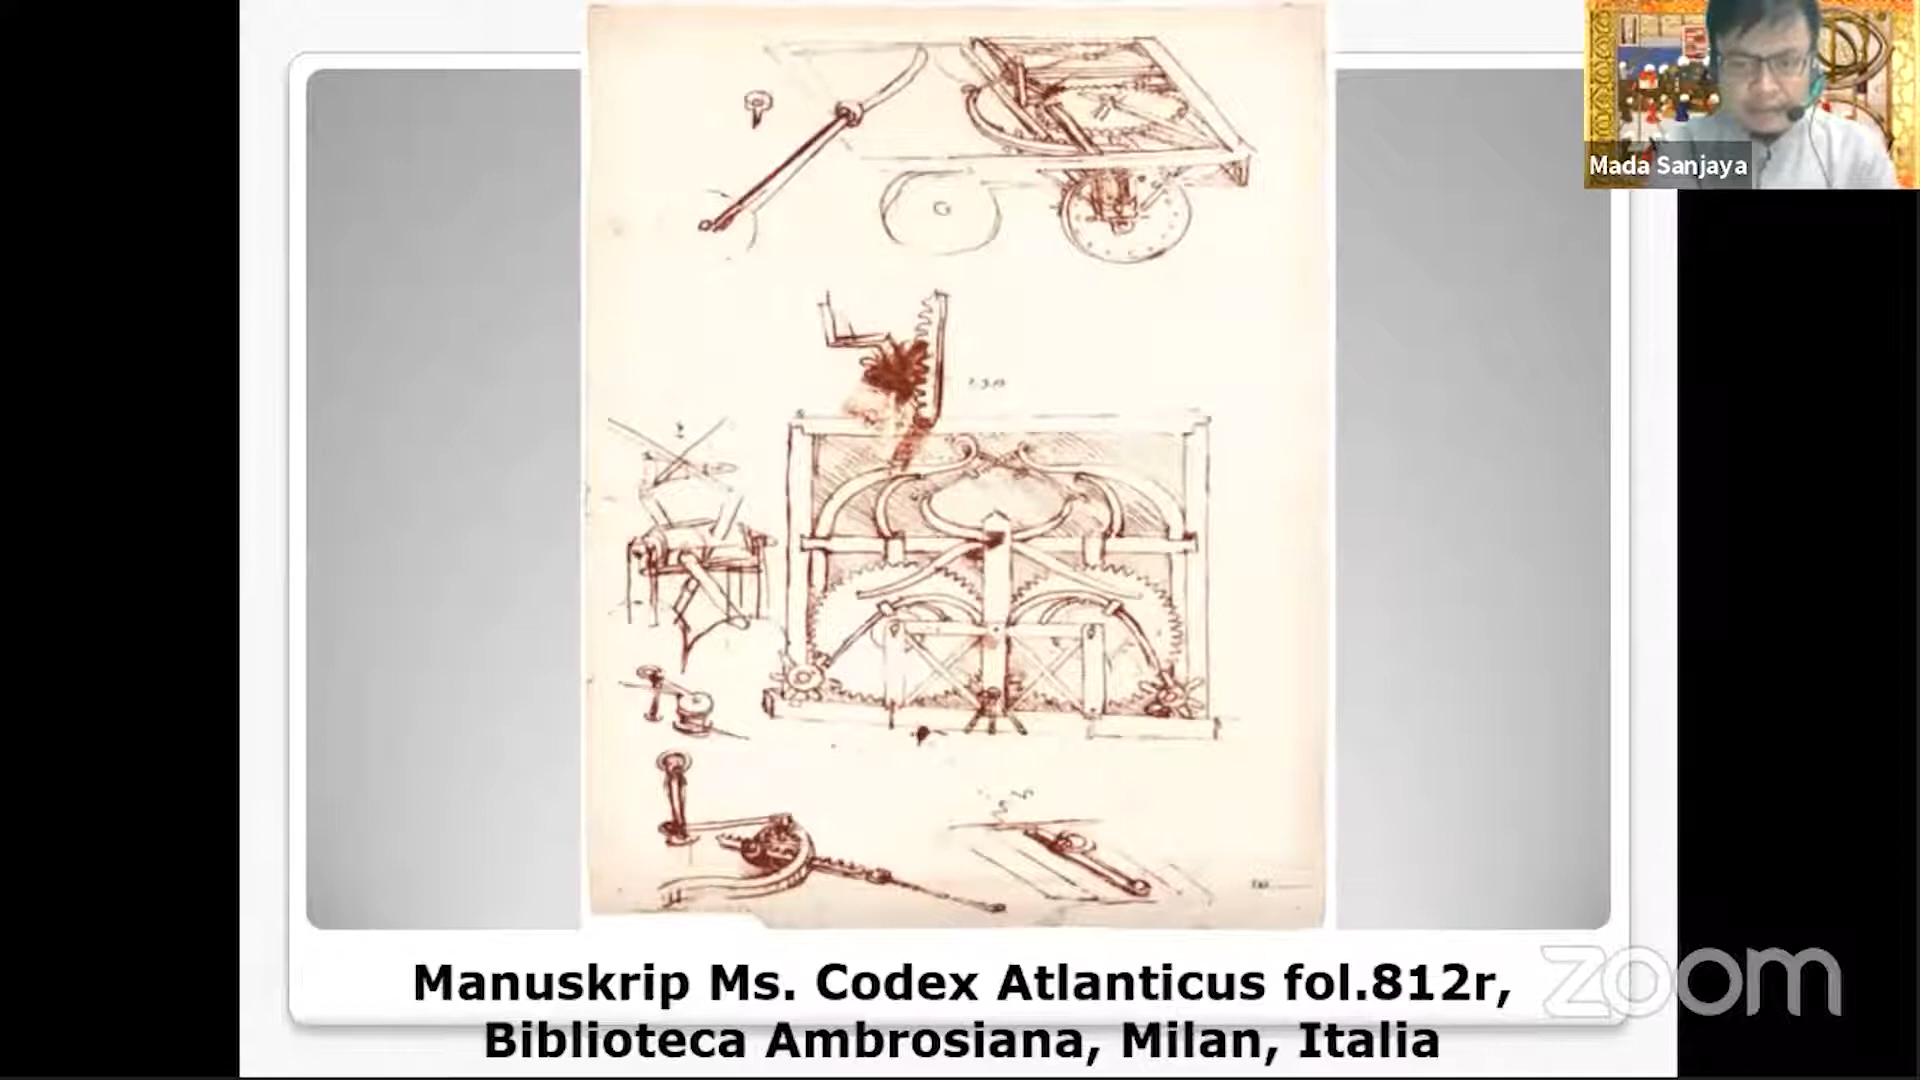 Mada Sanjaya
Manuskrip Ms. Codex Atlanticus fol.812r,
Biblioteca Ambrosiana, Milan, Italia
zoom